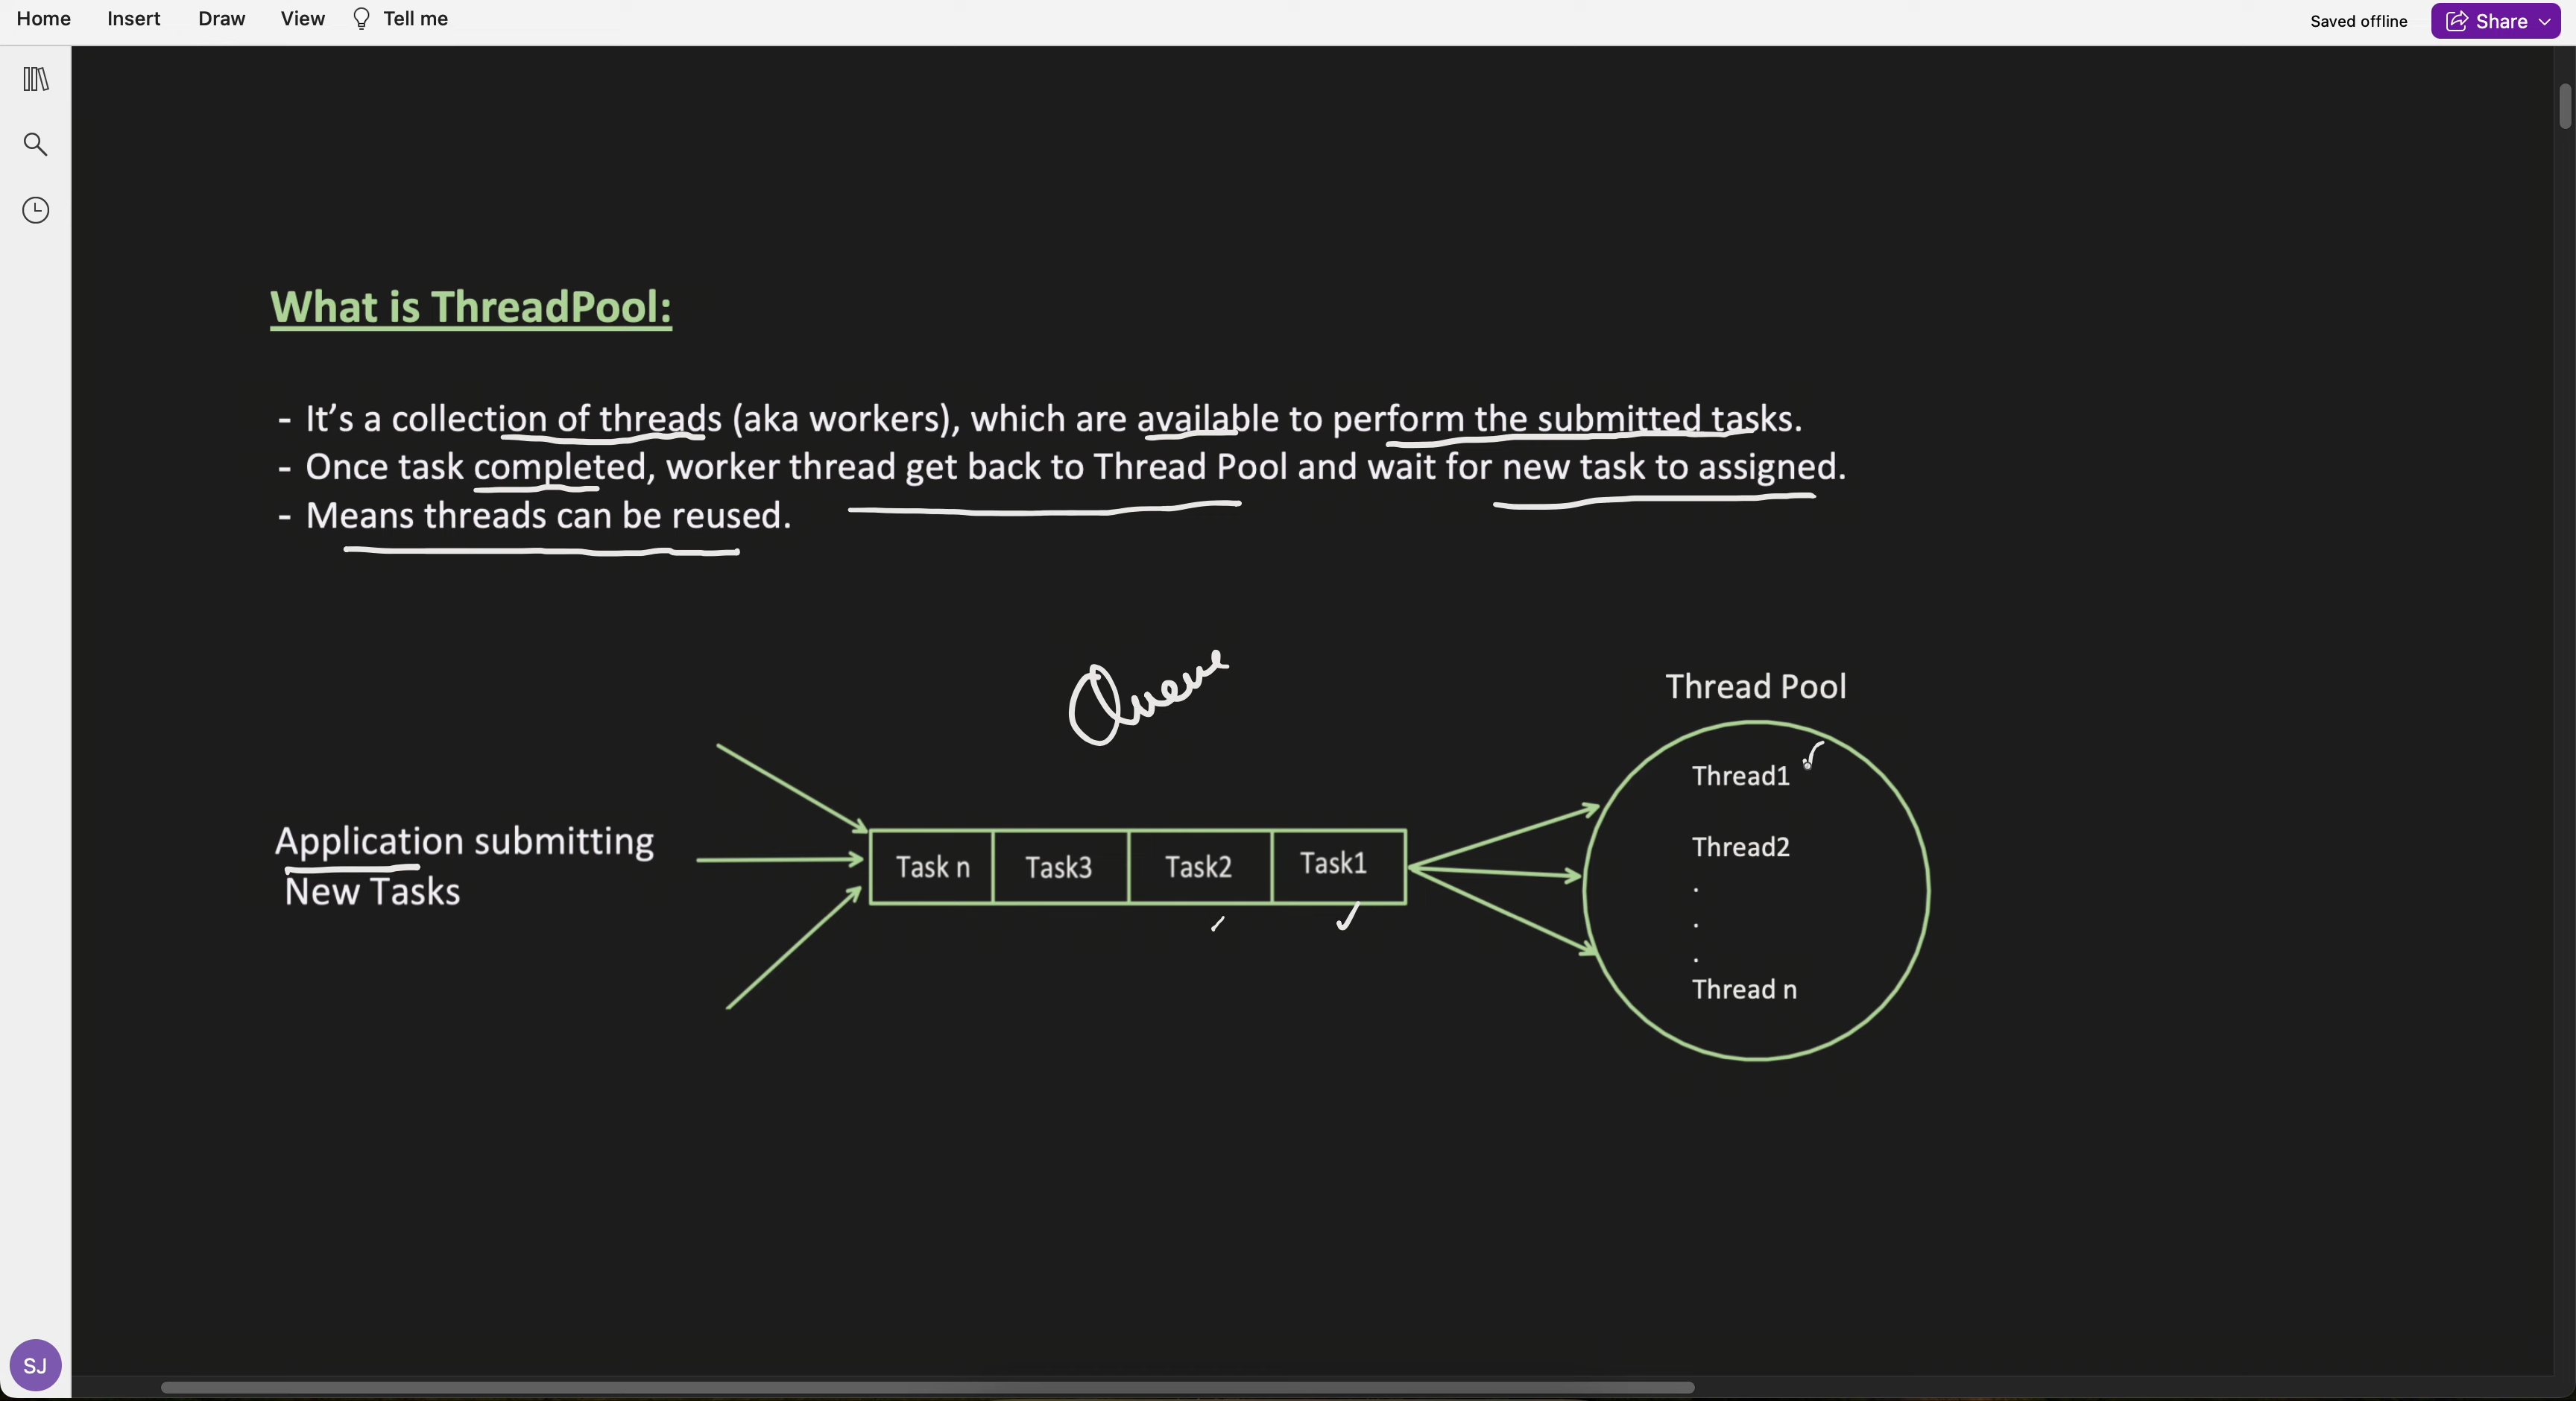 Home Insert Draw View Tell me Saved offline Share
What is ThreadPool:
- It's a collection of threads (aka workers), which are available to perform the submitted tasks.
- Once task completed, worker thread get back to Thread Pool and wait for new task to assigned.
- Means threads can be reused.
Queue
Thread Pool
Application submitting
New Tasks
Task n Task3 Task2 Task1
Thread1
Thread2
.
.
.
Thread n
SJ